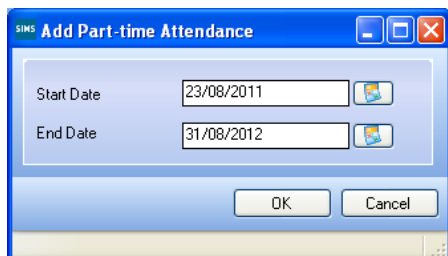 SIMS Add Part-time Attendance
Start Date 23/08/2011
End Date 31/08/2012
OK Cancel